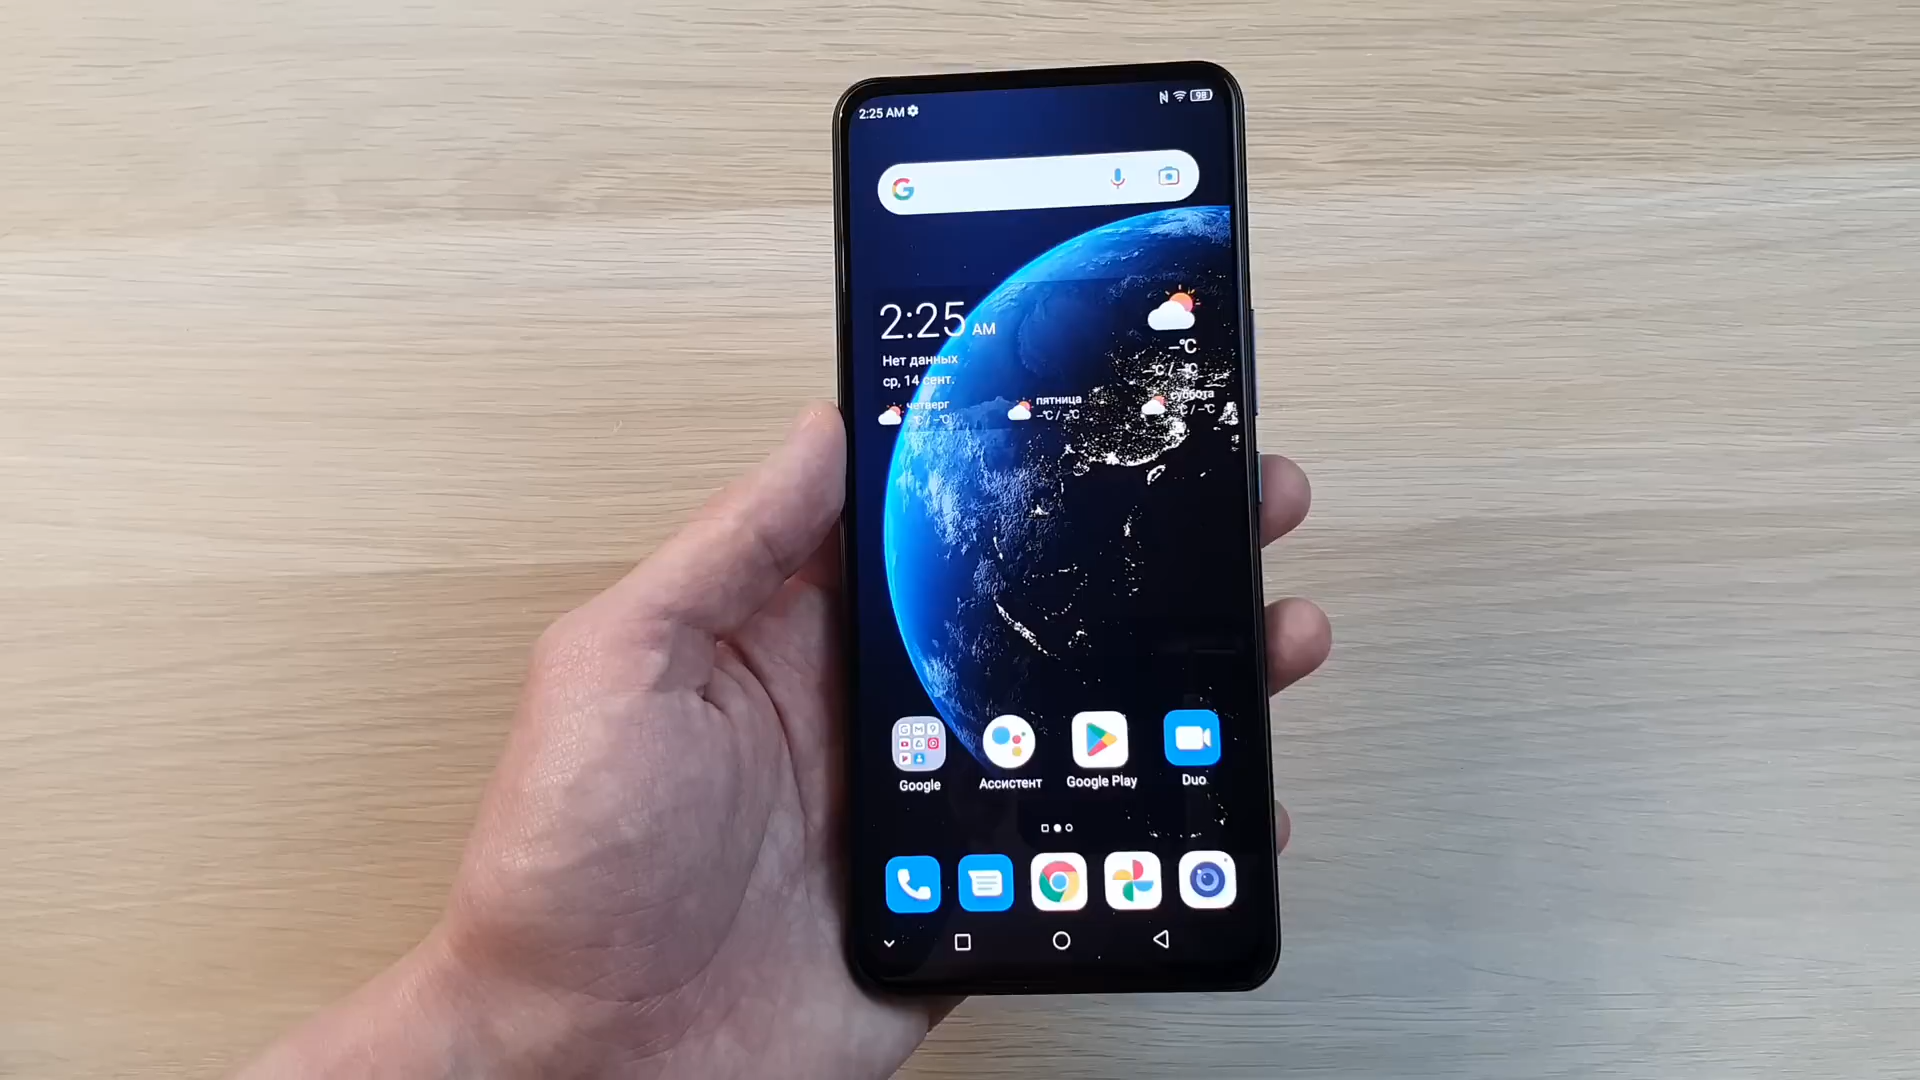 2:25 AM
98
2:25 AM
Нет данных
ср, 14 сент.
–°C
–°C / –°C
четверг
–°C / –°C
пятница
–°C / –°C
суббота
–°C / –°C
Google
Ассистент
Google Play
Duo